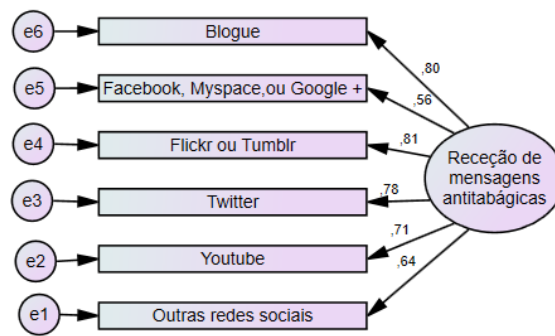 e6
Blogue
,80
e5
Facebook, Myspace,ou Google +
,56
e4
Flickr ou Tumblr
,81
Receção de
mensagens
antitabágicas
e3
Twitter
,78
e2
Youtube
,71
e1
Outras redes sociais
,64